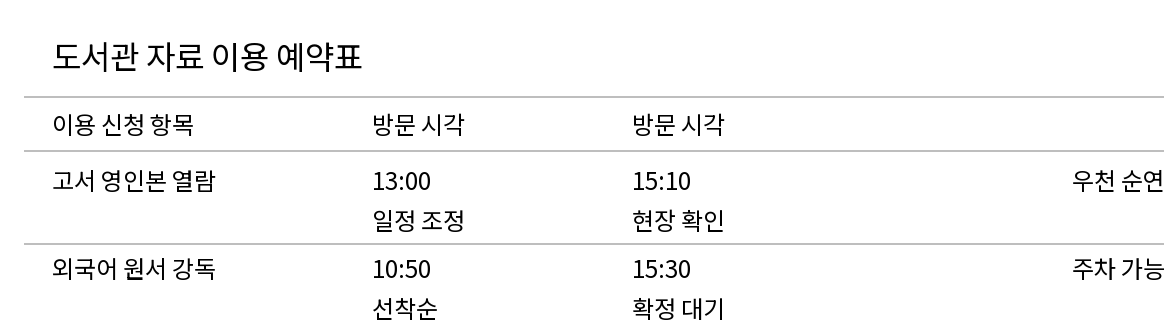 도서관 자료 이용 예약표
이용 신청 항목 방문 시각 방문 시각
고서 영인본 열람 13:00 15:10 우천 순연
일정 조정 현장 확인
외국어 원서 강독 10:50 15:30 주차 가능
선착순 확정 대기